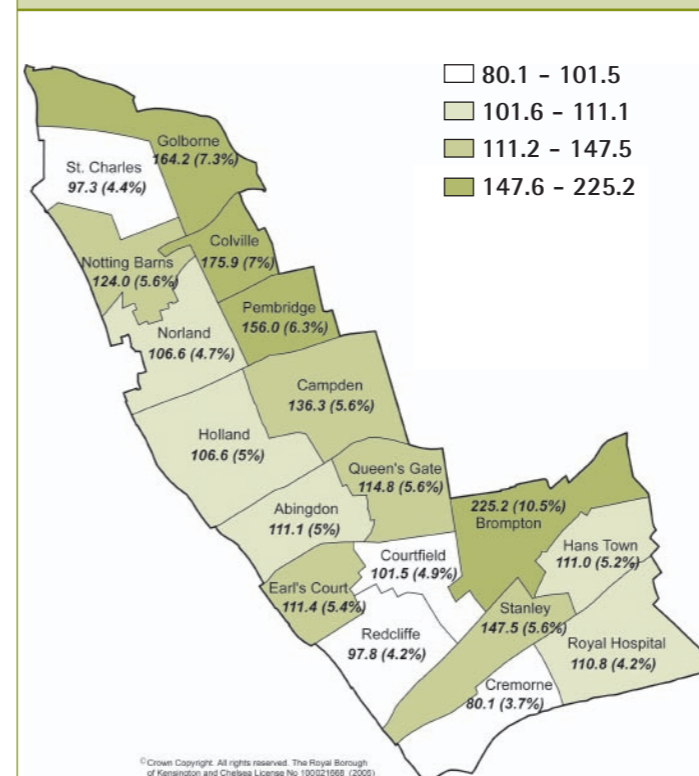 80.1 – 101.5
101.6 – 111.1
111.2 – 147.5
147.6 – 225.2
Golborne
164.2 (7.3%)
St. Charles
97.3 (4.4%)
Colville
175.9 (7%)
Notting Barns
124.0 (5.6%)
Pembridge
156.0 (6.3%)
Norland
106.6 (4.7%)
Campden
136.3 (5.6%)
Holland
106.6 (5%)
Queen's Gate
114.8 (5.6%)
Abingdon
111.1 (5%)
225.2 (10.5%)
Brompton
Hans Town
111.0 (5.2%)
Courtfield
101.5 (4.9%)
Earl's Court
111.4 (5.4%)
Stanley
147.5 (5.6%)
Redcliffe
97.8 (4.2%)
Royal Hospital
110.8 (4.2%)
Cremorne
80.1 (3.7%)
©Crown Copyright. All rights reserved. The Royal Borough
of Kensington and Chelsea License No 100021668 (2005)